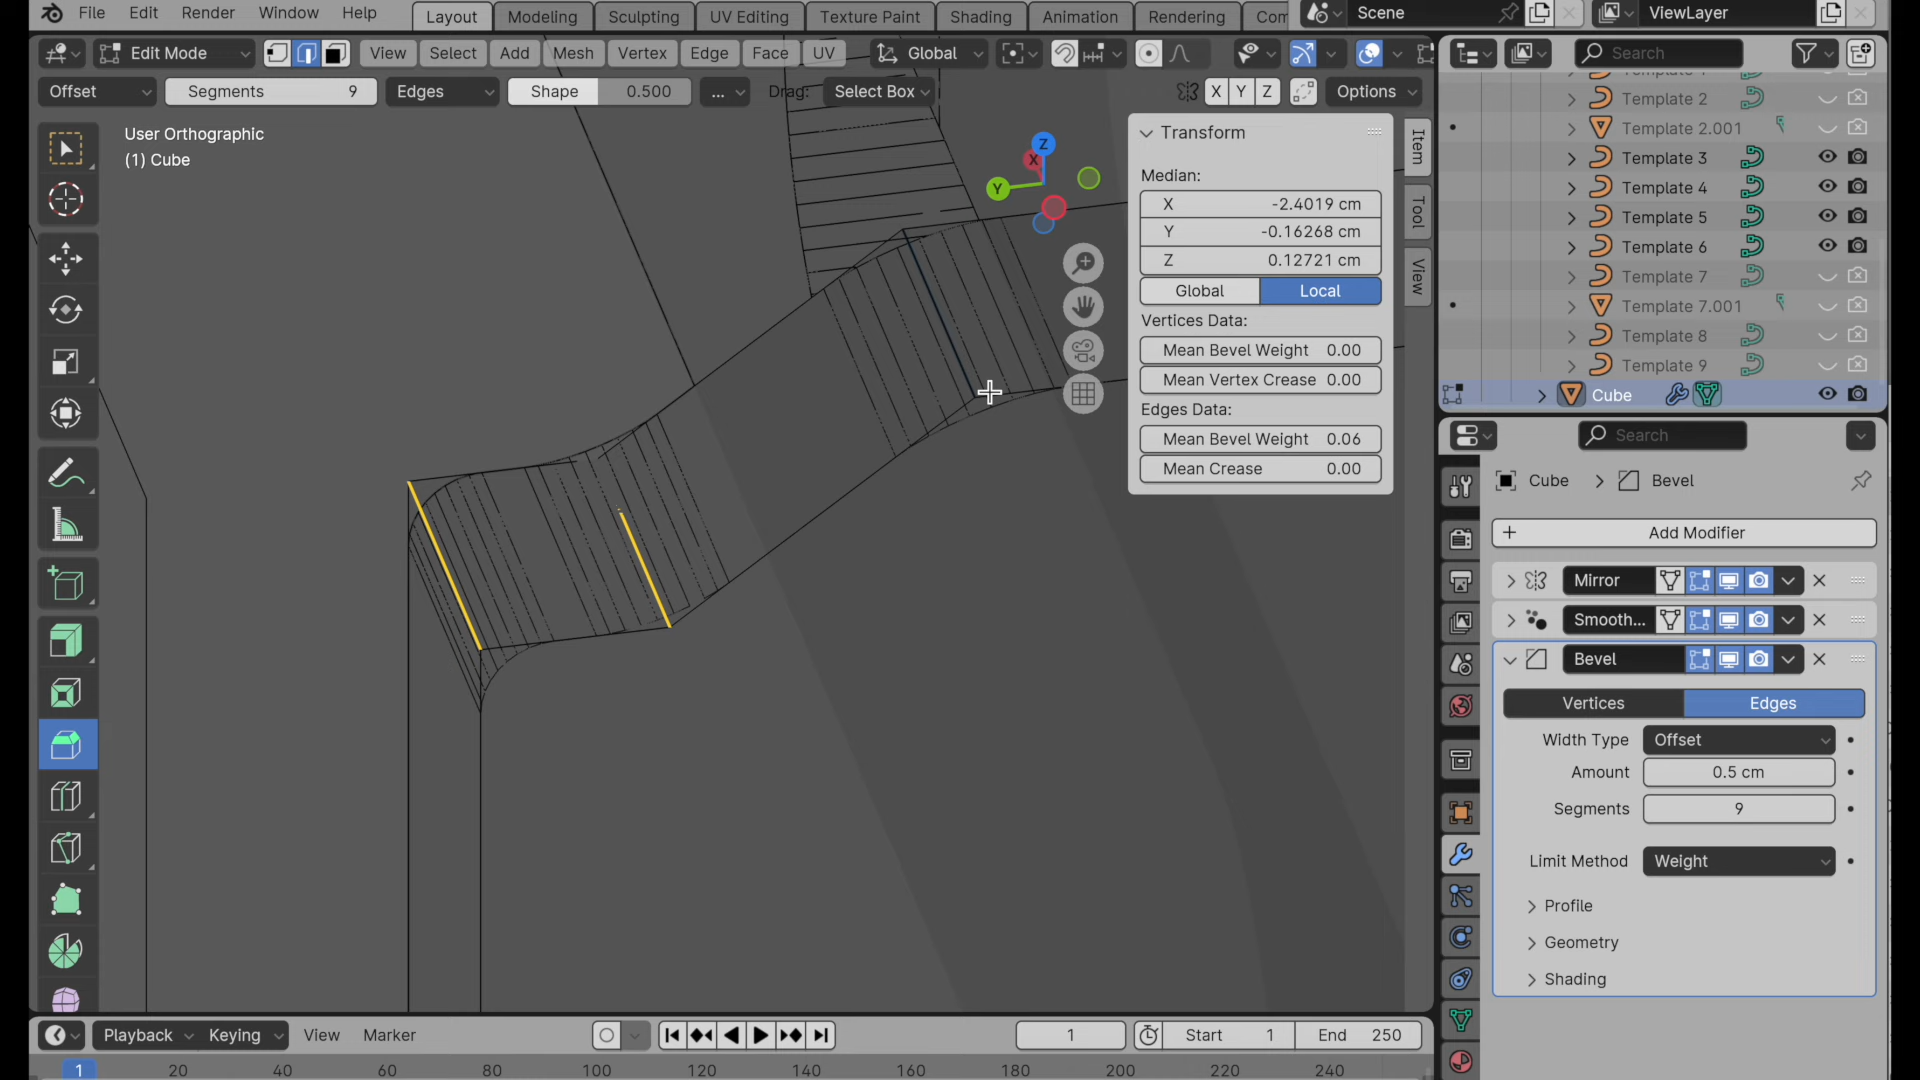 File Edit Render Window Help Layout Modeling Sculpting UV Editing Texture Paint Shading Animation Rendering Scene ViewLayer
Edit Mode View Select Add Mesh Vertex Edge Face UV Global Search
Offset Segments 9 Edges Shape 0.500 ... Drag: Select Box X Y Z Options
User Orthographic
(1) Cube
Z
X
Y
Transform
Median:
X -2.4019 cm
Y -0.16268 cm
Z 0.12721 cm
Global Local
Vertices Data:
Mean Bevel Weight 0.00
Mean Vertex Crease 0.00
Edges Data:
Mean Bevel Weight 0.06
Mean Crease 0.00
Item
Tool
View
Template 2
Template 2.001
Template 3
Template 4
Template 5
Template 6
Template 7
Template 7.001
Template 8
Template 9
Cube
Search
Cube > Bevel
+ Add Modifier
Mirror
Smooth...
Bevel
Vertices Edges
Width Type Offset
Amount 0.5 cm
Segments 9
Limit Method Weight
Profile
Geometry
Shading
Playback Keying View Marker 1 Start 1 End 250
1 20 40 60 80 100 120 140 160 180 200 220 240